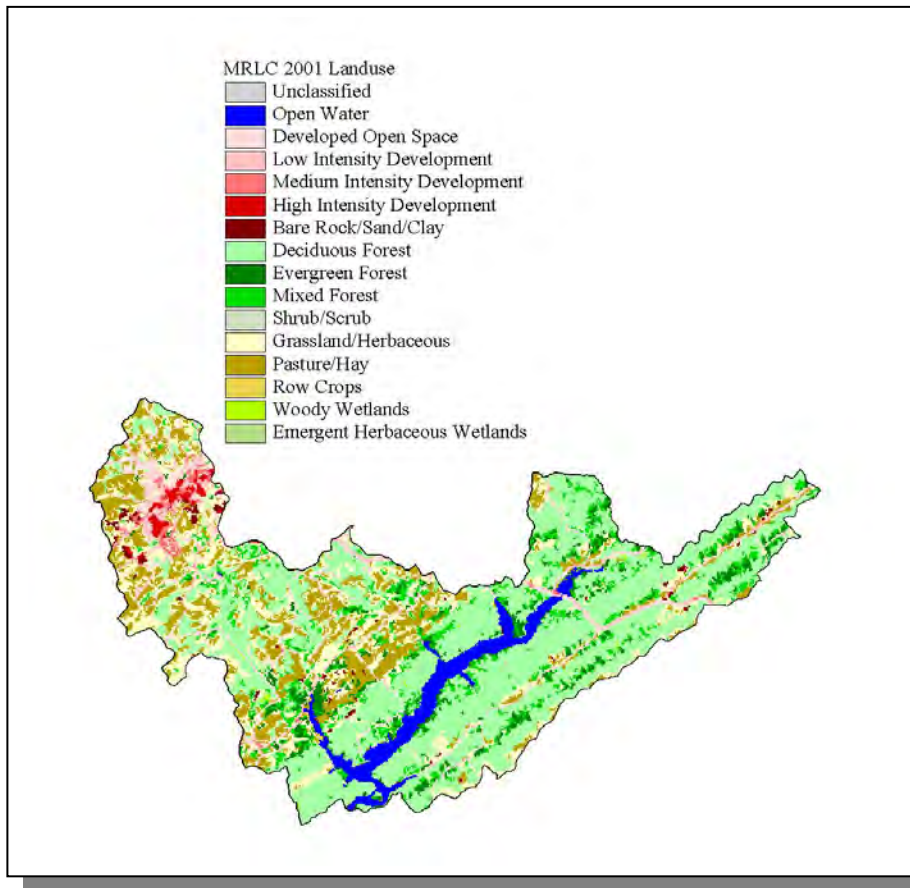 MRLC 2001 Landuse
Unclassified
Open Water
Developed Open Space
Low Intensity Development
Medium Intensity Development
High Intensity Development
Bare Rock/Sand/Clay
Deciduous Forest
Evergreen Forest
Mixed Forest
Shrub/Scrub
Grassland/Herbaceous
Pasture/Hay
Row Crops
Woody Wetlands
Emergent Herbaceous Wetlands